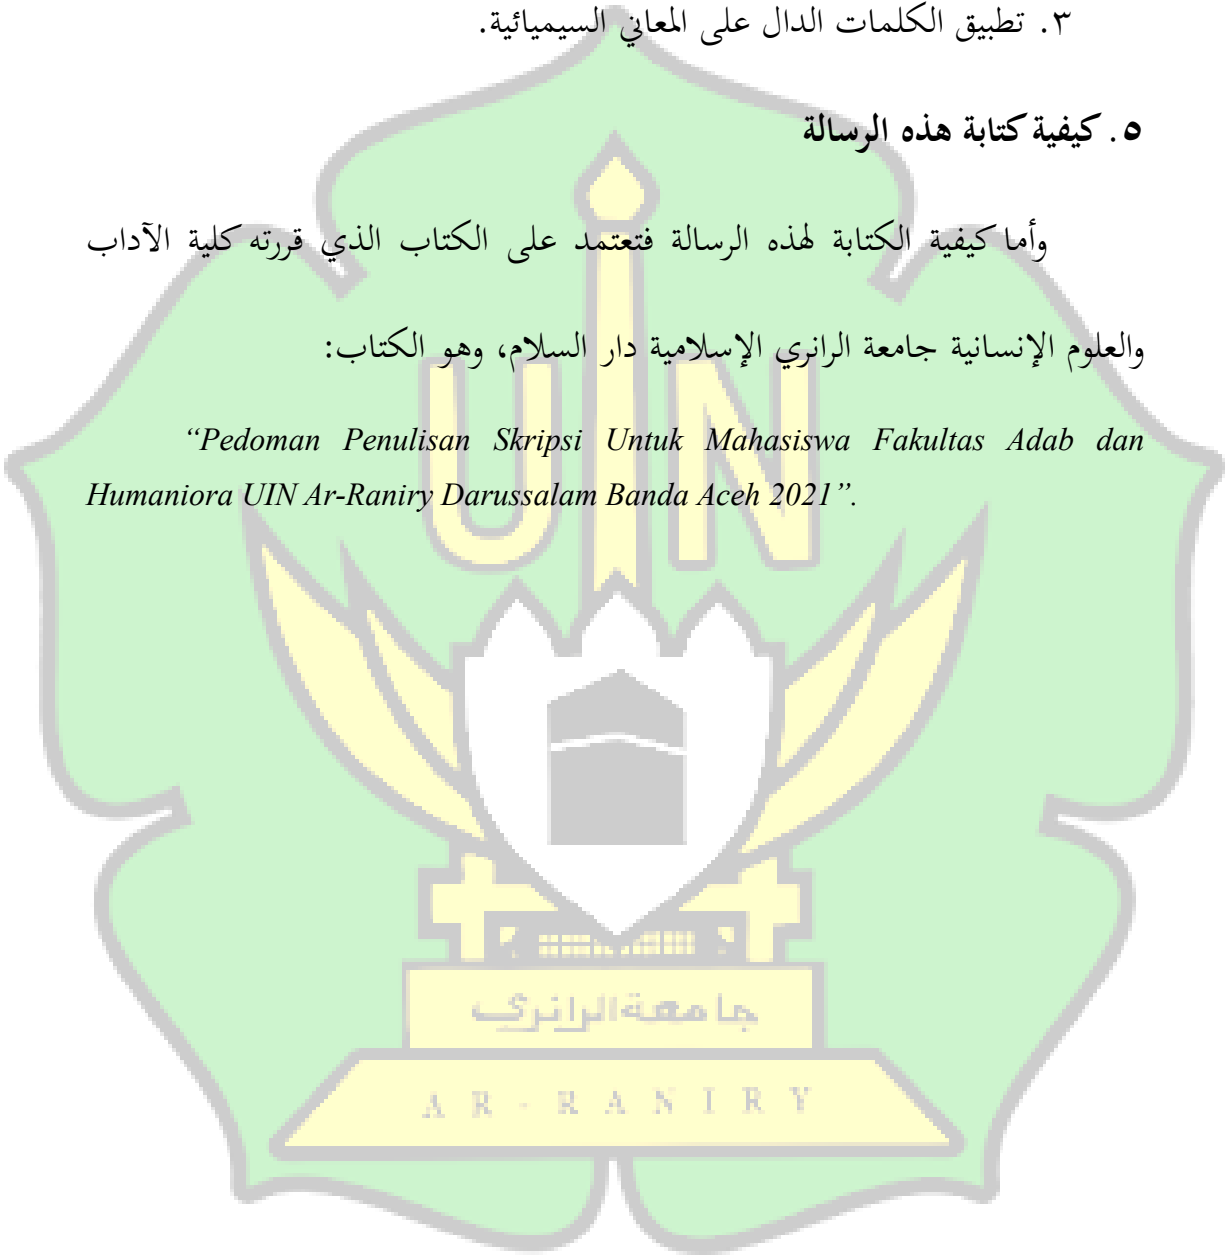 ٣. تطبيق الكلمات الدال على المعاني السيميائية.
٥. كيفية كتابة هذه الرسالة
وأما كيفية الكتابة لهذه الرسالة فتعتمد على الكتاب الذي قررته كلية الآداب
والعلوم الإنسانية جامعة الرانري الإسلامية دار السلام، وهو الكتاب:
“Pedoman Penulisan Skripsi Untuk Mahasiswa Fakultas Adab dan
Humaniora UIN Ar-Raniry Darussalam Banda Aceh 2021”.
UIN
جامعة الرانري
AR-RANIRY